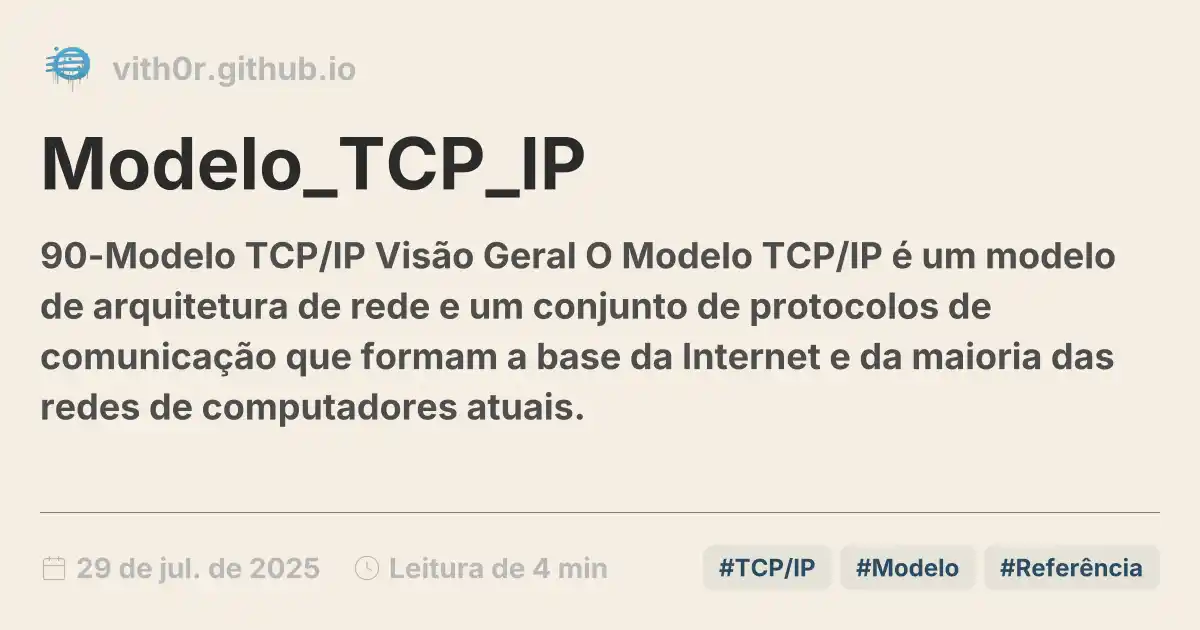 vith0r.github.io
Modelo_TCP_IP
90-Modelo TCP/IP Visão Geral O Modelo TCP/IP é um modelo
de arquitetura de rede e um conjunto de protocolos de
comunicação que formam a base da Internet e da maioria das
redes de computadores atuais.
29 de jul. de 2025 Leitura de 4 min #TCP/IP #Modelo #Referência